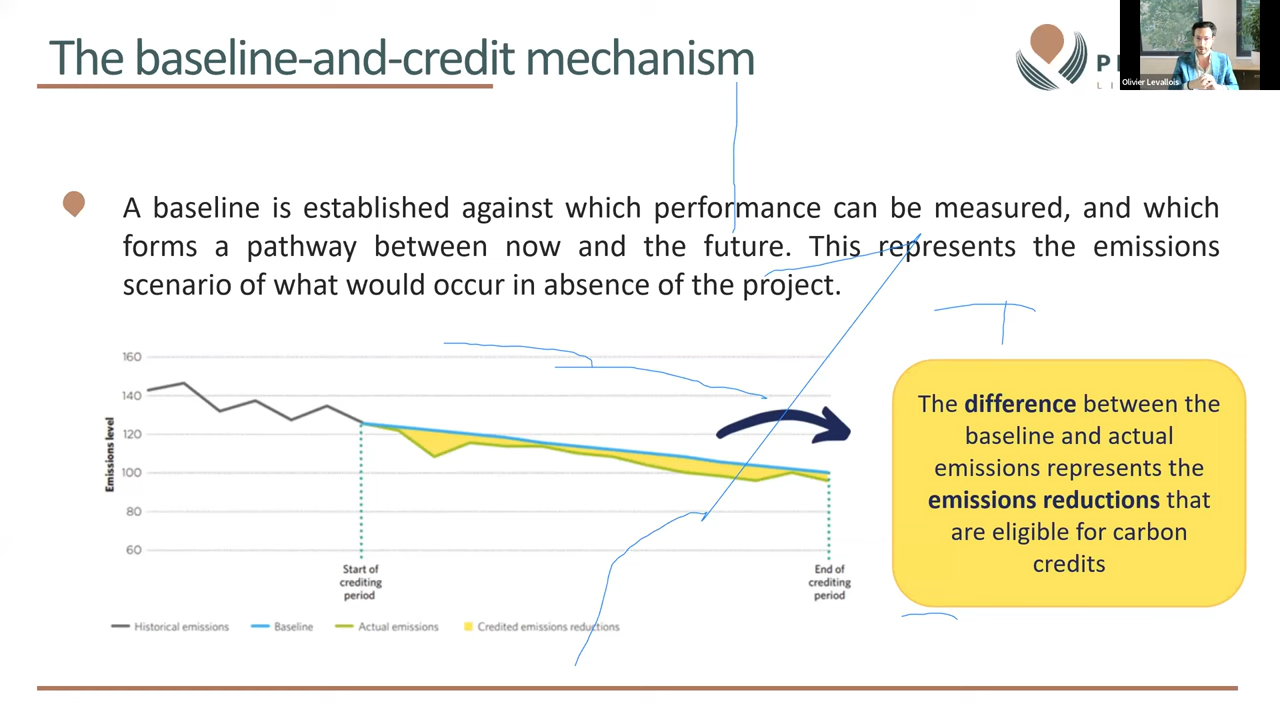 The baseline-and-credit mechanism
Olivier Levallois
A baseline is established against which performance can be measured, and which
forms a pathway between now and the future. This represents the emissions
scenario of what would occur in absence of the project.
160
140
120
100
80
60
Emissions level
Start of
crediting
period
End of
crediting
period
Historical emissions
Baseline
Actual emissions
Credited emissions reductions
The difference between the
baseline and actual
emissions represents the
emissions reductions that
are eligible for carbon
credits